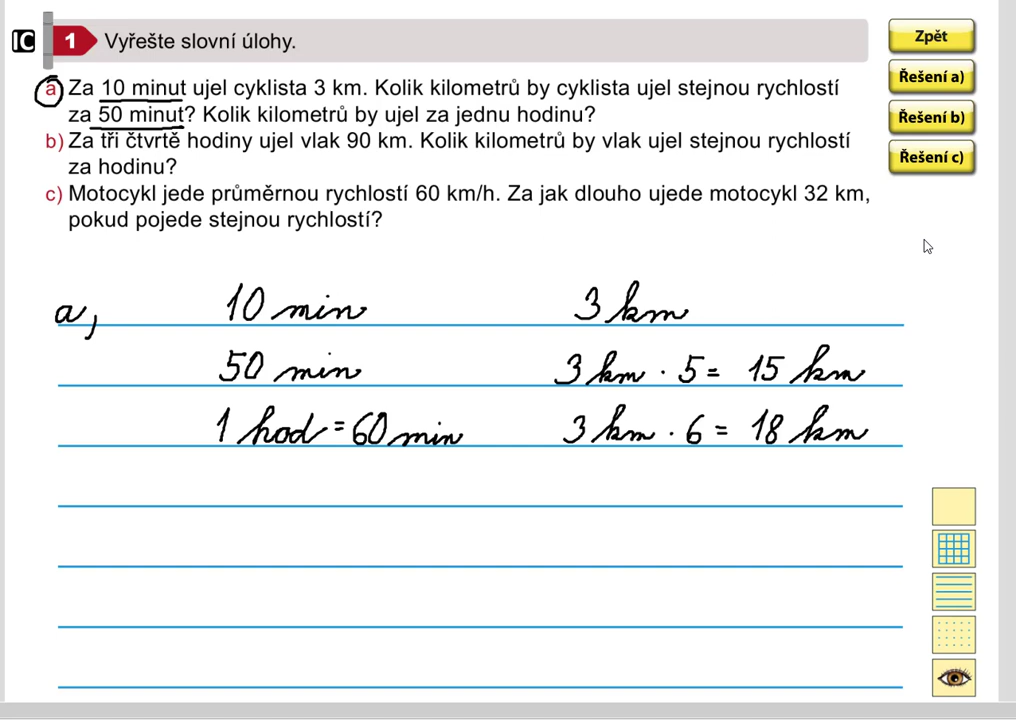 IC 1 Vyřešte slovní úlohy.
Zpět
Řešení a)
Řešení b)
Řešení c)
a) Za 10 minut ujel cyklista 3 km. Kolik kilometrů by cyklista ujel stejnou rychlostí
za 50 minut? Kolik kilometrů by ujel za jednu hodinu?
b) Za tři čtvrtě hodiny ujel vlak 90 km. Kolik kilometrů by vlak ujel stejnou rychlostí
za hodinu?
c) Motocykl jede průměrnou rychlostí 60 km/h. Za jak dlouho ujede motocykl 32 km,
pokud pojede stejnou rychlostí?
a, 10 min 3 km
50 min 3 km · 5 = 15 km
1 hod = 60 min 3 km · 6 = 18 km